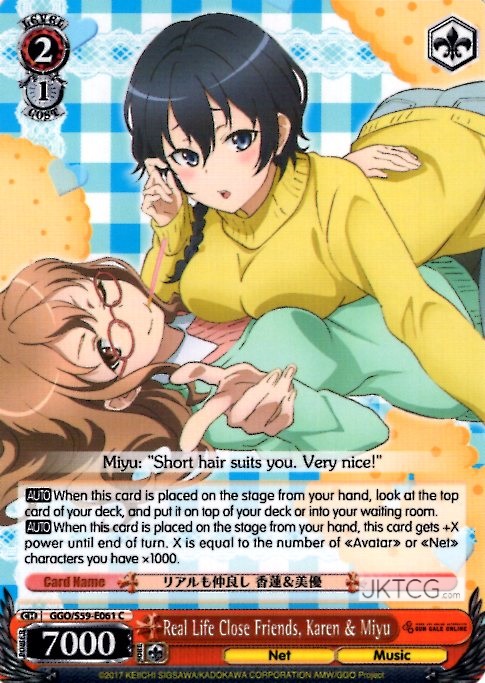 LEVEL
2
1
COST
Miyu: "Short hair suits you. Very nice!"
AUTO When this card is placed on the stage from your hand, look at the top
card of your deck, and put it on top of your deck or into your waiting room.
AUTO When this card is placed on the stage from your hand, this card gets +X
power until end of turn. X is equal to the number of «Avatar» or «Net»
characters you have ×1000.
Card Name リアルも仲良し 香蓮&美優
JKTCG.com
GGO/S59-E061 C
Real Life Close Friends, Karen & Miyu
GUN GALE ONLINE
POWER 7000 SOUL
Net Music
©2017 KEIICHI SIGSAWA/KADOKAWA CORPORATION AMW/GGO Project